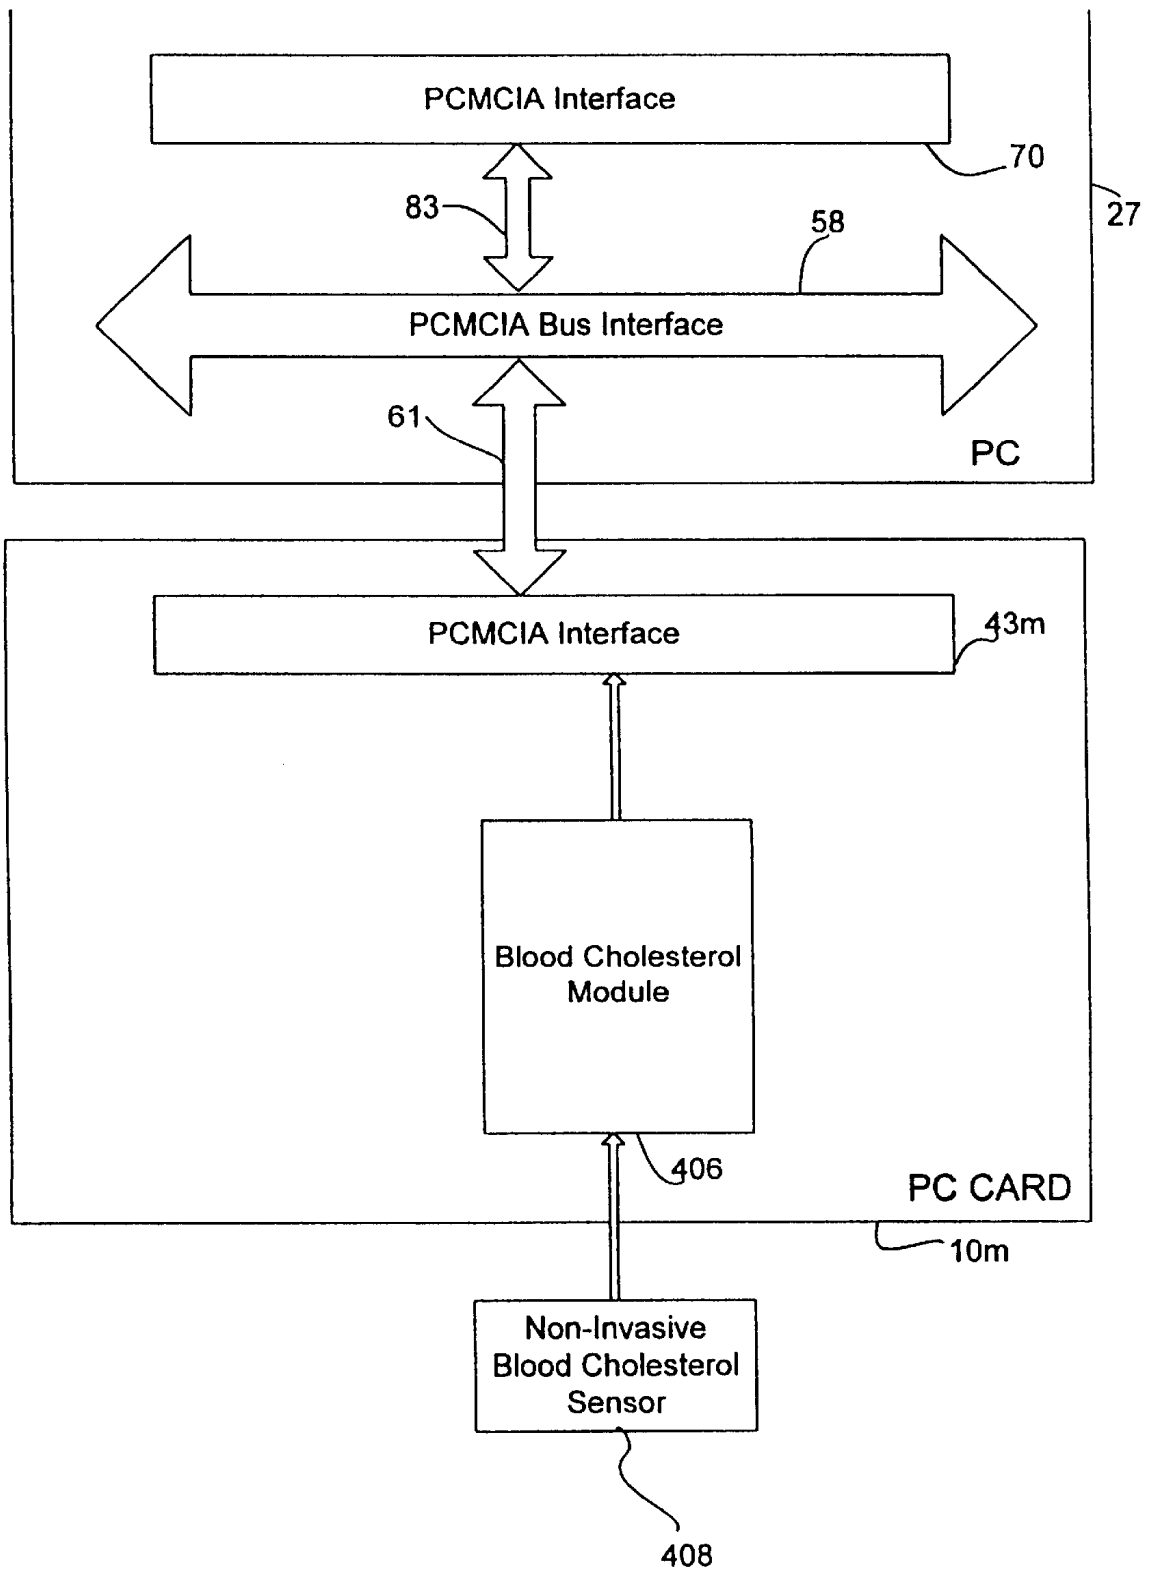 PCMCIA Interface
70
27
83
58
PCMCIA Bus Interface
61
PC
PCMCIA Interface
43m
Blood Cholesterol
Module
406
PC CARD
10m
Non-Invasive
Blood Cholesterol
Sensor
408